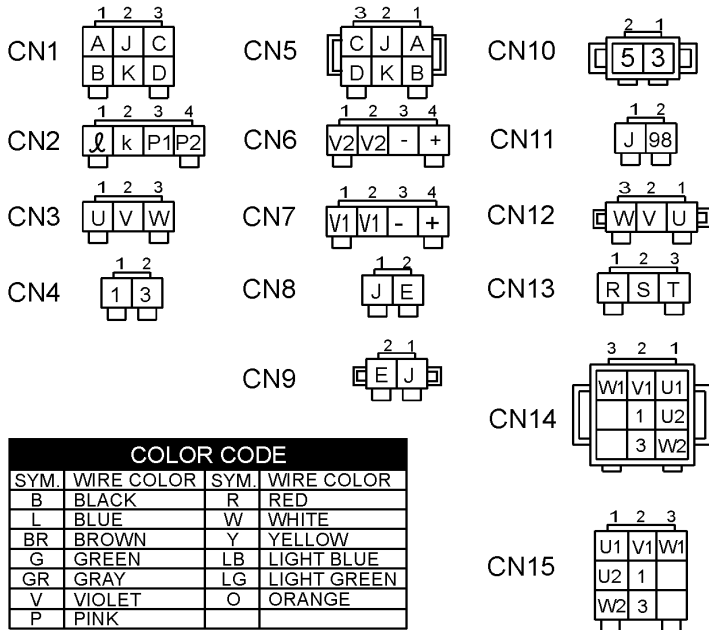 CN1
1 2 3
A J C
B K D
CN2
1 2 3 4
ℓ k P1 P2
CN3
1 2 3
U V W
CN4
1 2
1 3
CN5
3 2 1
C J A
D K B
CN6
1 2 3 4
V2 V2 - +
CN7
1 2 3 4
V1 V1 - +
CN8
1 2
J E
CN9
2 1
E J
CN10
2 1
5 3
CN11
1 2
J 98
CN12
3 2 1
W V U
CN13
1 2 3
R S T
CN14
3 2 1
W1 V1 U1
1 U2
3 W2
CN15
1 2 3
U1 V1 W1
U2 1
W2 3
COLOR CODE
SYM. WIRE COLOR SYM. WIRE COLOR
B BLACK R RED
L BLUE W WHITE
BR BROWN Y YELLOW
G GREEN LB LIGHT BLUE
GR GRAY LG LIGHT GREEN
V VIOLET O ORANGE
P PINK